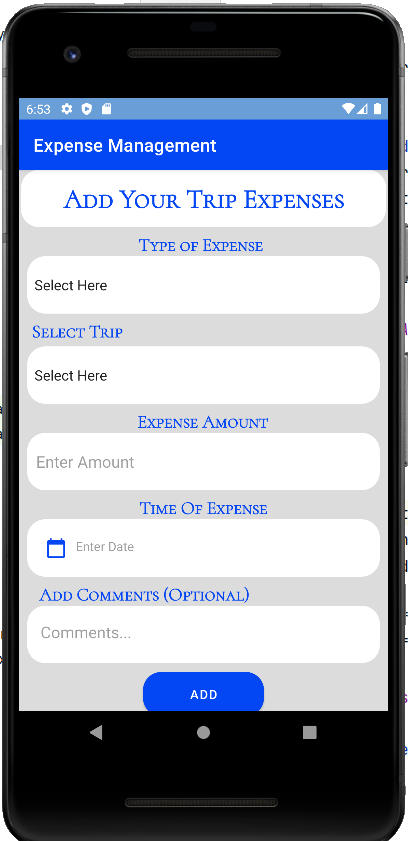 6:53
Expense Management
Add Your Trip Expenses
Type of Expense
Select Here
Select Trip
Select Here
Expense Amount
Enter Amount
Time Of Expense
Enter Date
Add Comments (Optional)
Comments...
ADD